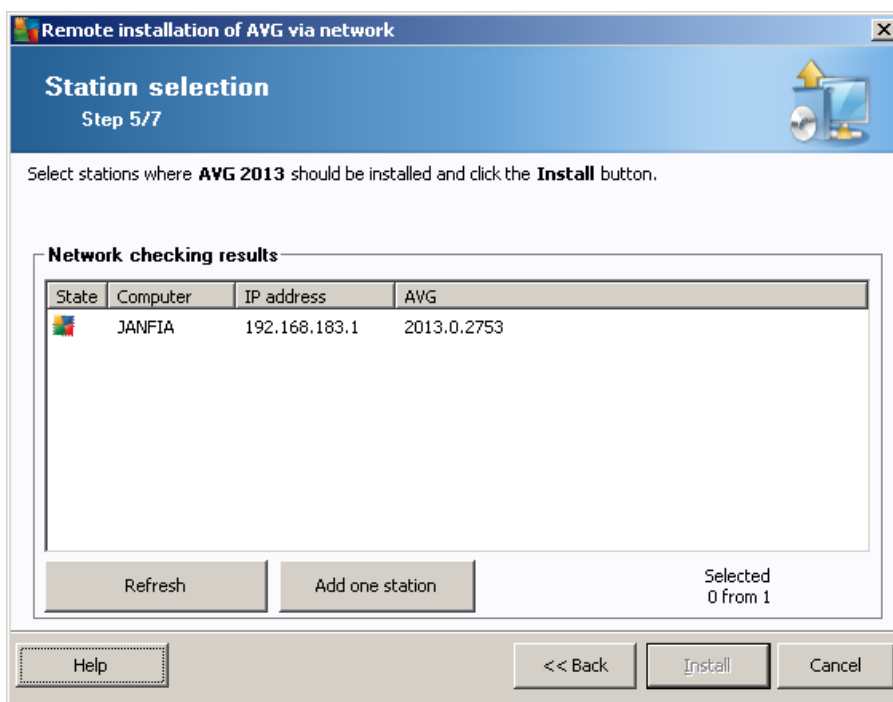 Remote installation of AVG via network
Station selection
Step 5/7
Select stations where AVG 2013 should be installed and click the Install button.
Network checking results
State Computer IP address AVG
JANFIA 192.168.183.1 2013.0.2753
Refresh Add one station Selected
0 from 1
Help << Back Install Cancel